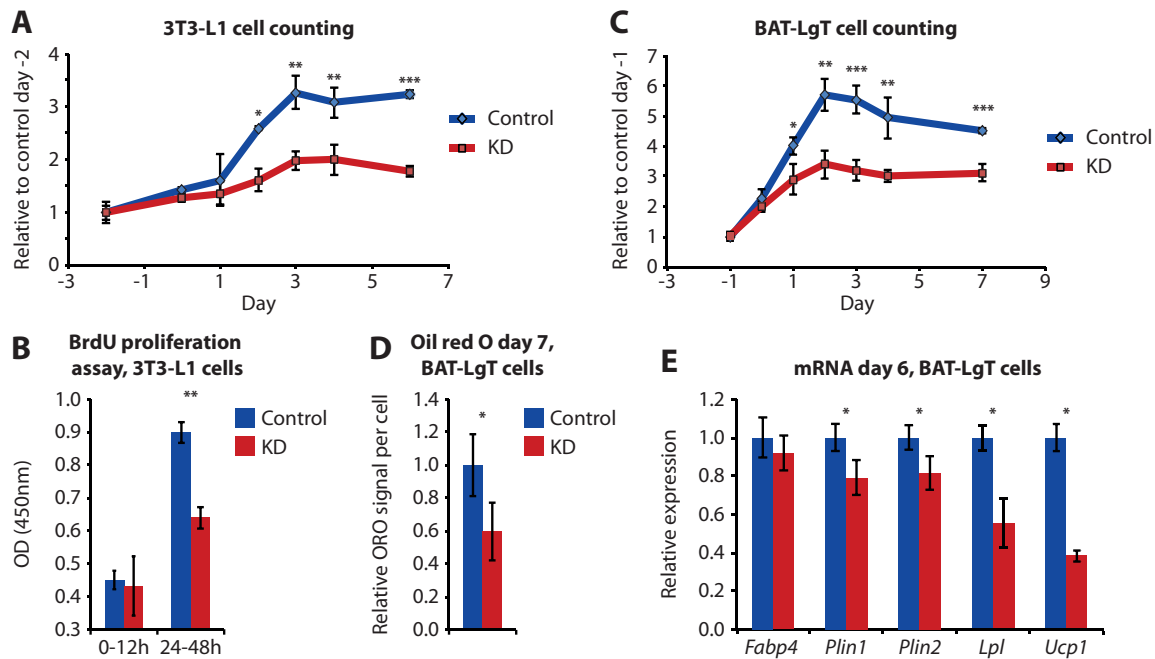 A
3T3-L1 cell counting
Relative to control day -2
4
3
2
1
0
-3
-1
1
3
5
7
Day
*
**
**
***
Control
KD
C
BAT-LgT cell counting
Relative to control day -1
7
6
5
4
3
2
1
0
-3
-1
1
3
5
7
9
Day
*
**
***
**
***
Control
KD
B
BrdU proliferation
assay, 3T3-L1 cells
OD (450nm)
1.0
0.9
0.8
0.7
0.6
0.5
0.4
0.3
**
0-12h
24-48h
Control
KD
D
Oil red O day 7,
BAT-LgT cells
Relative ORO signal per cell
1.4
1.2
1.0
0.8
0.6
0.4
0.2
0.0
*
Control
KD
E
mRNA day 6, BAT-LgT cells
Relative expression
1.2
1.0
0.8
0.6
0.4
0.2
0.0
*
*
*
*
Fabp4
Plin1
Plin2
Lpl
Ucp1